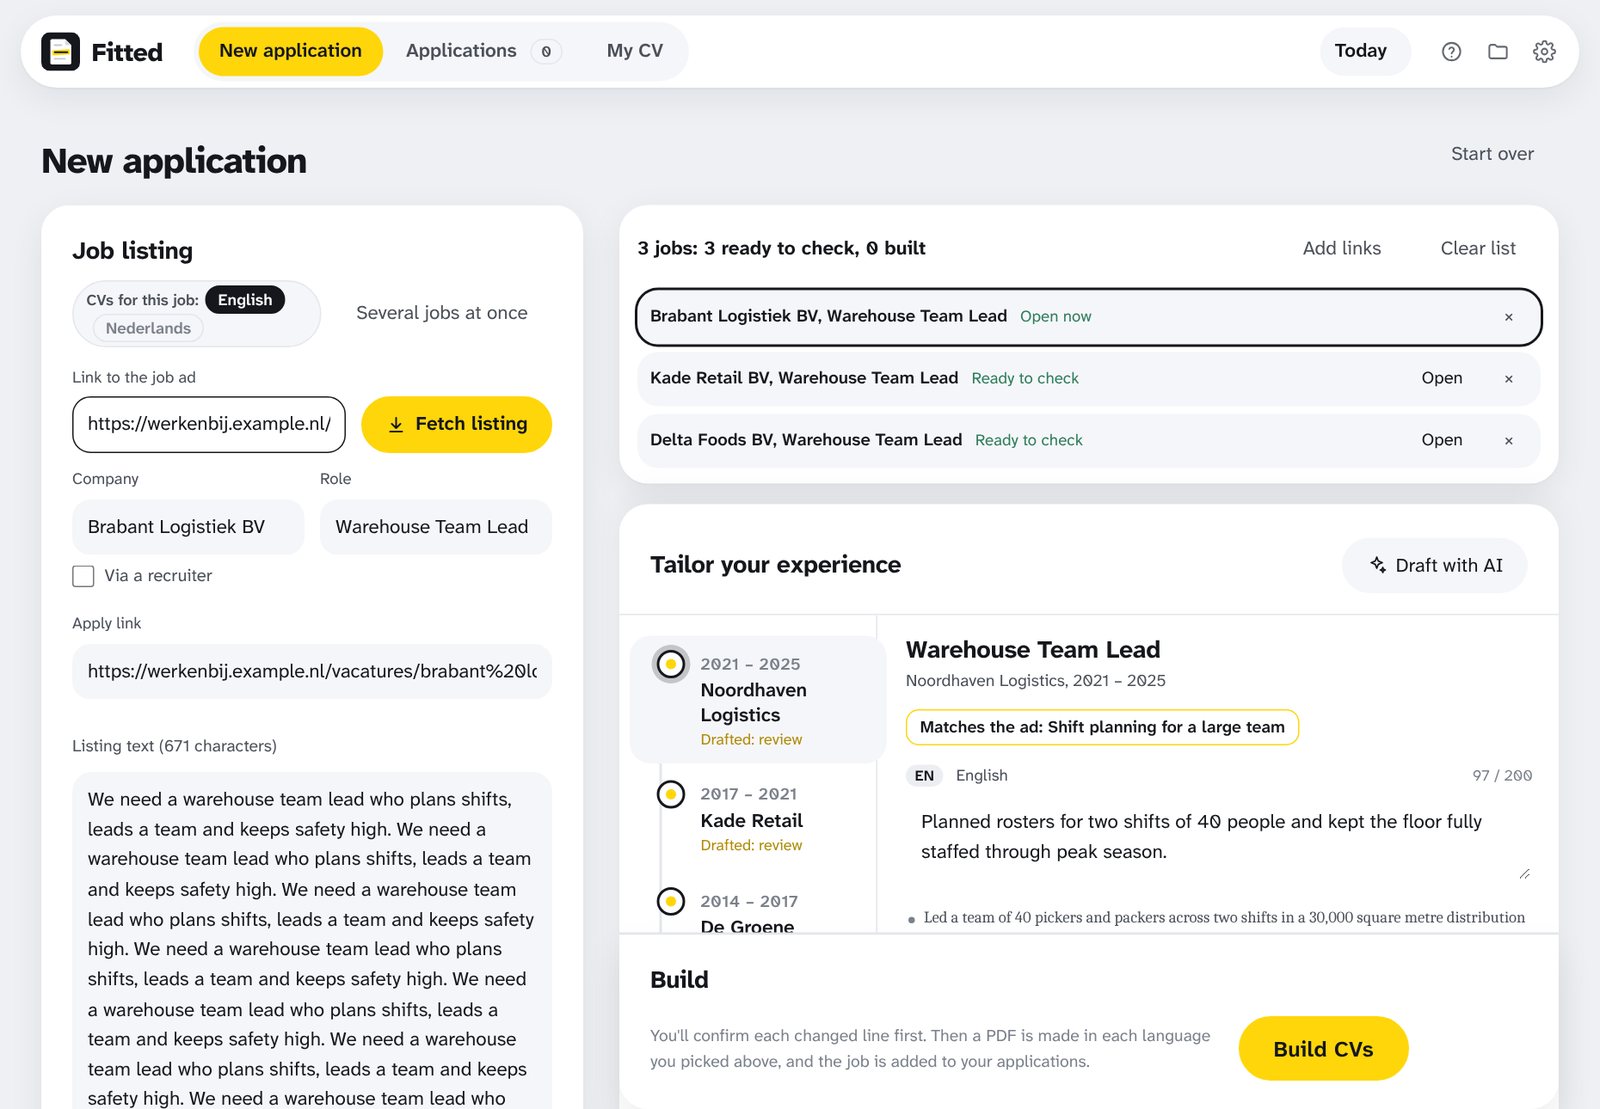 Fitted
New application
Applications 0
My CV
Today
New application
Start over
Job listing
CVs for this job: English
Nederlands
Several jobs at once
Link to the job ad
https://werkenbij.example.nl/
Fetch listing
Company
Role
Brabant Logistiek BV
Warehouse Team Lead
Via a recruiter
Apply link
https://werkenbij.example.nl/vacatures/brabant%20lo
Listing text (671 characters)
We need a warehouse team lead who plans shifts,
leads a team and keeps safety high. We need a
warehouse team lead who plans shifts, leads a team
and keeps safety high. We need a warehouse team
lead who plans shifts, leads a team and keeps safety
high. We need a warehouse team lead who plans
shifts, leads a team and keeps safety high. We need
a warehouse team lead who plans shifts, leads a
team and keeps safety high. We need a warehouse
team lead who plans shifts, leads a team and keeps
safety high. We need a warehouse team lead who
3 jobs: 3 ready to check, 0 built
Add links
Clear list
Brabant Logistiek BV, Warehouse Team Lead Open now ×
Kade Retail BV, Warehouse Team Lead Ready to check Open ×
Delta Foods BV, Warehouse Team Lead Ready to check Open ×
Tailor your experience
Draft with AI
2021 – 2025
Noordhaven
Logistics
Drafted: review
2017 – 2021
Kade Retail
Drafted: review
2014 – 2017
De Groene
Warehouse Team Lead
Noordhaven Logistics, 2021 – 2025
Matches the ad: Shift planning for a large team
EN English 97 / 200
Planned rosters for two shifts of 40 people and kept the floor fully
staffed through peak season.
• Led a team of 40 pickers and packers across two shifts in a 30,000 square metre distribution
Build
You'll confirm each changed line first. Then a PDF is made in each language
you picked above, and the job is added to your applications.
Build CVs